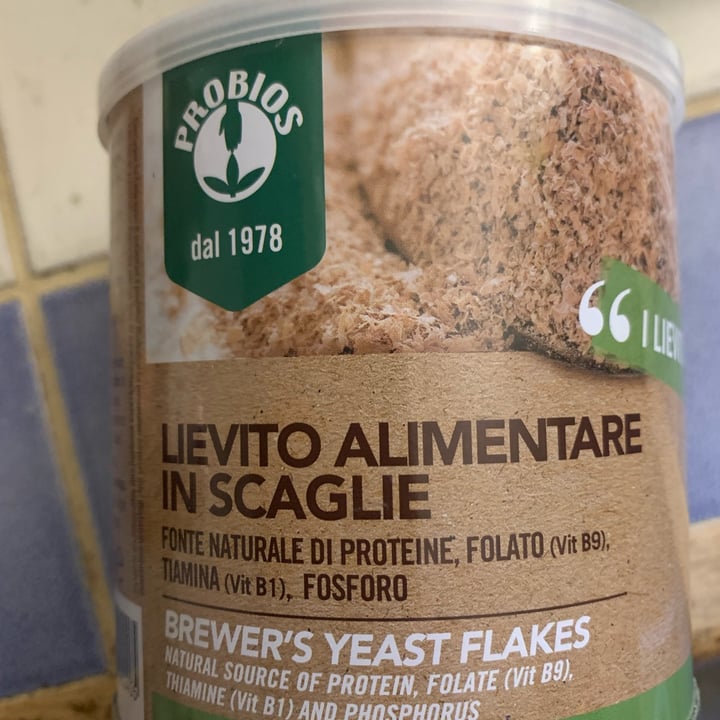 PROBIOS
dal 1978
“ I LIEV
LIEVITO ALIMENTARE
IN SCAGLIE
FONTE NATURALE DI PROTEINE, FOLATO (Vit B9),
TIAMINA (Vit B1), FOSFORO
BREWER'S YEAST FLAKES
NATURAL SOURCE OF PROTEIN, FOLATE (Vit B9),
THIAMINE (Vit B1) AND PHOSPHORUS